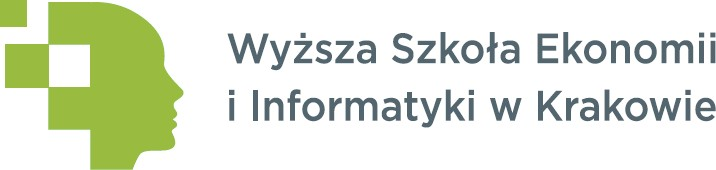 Wyższa Szkoła Ekonomii
i Informatyki w Krakowie